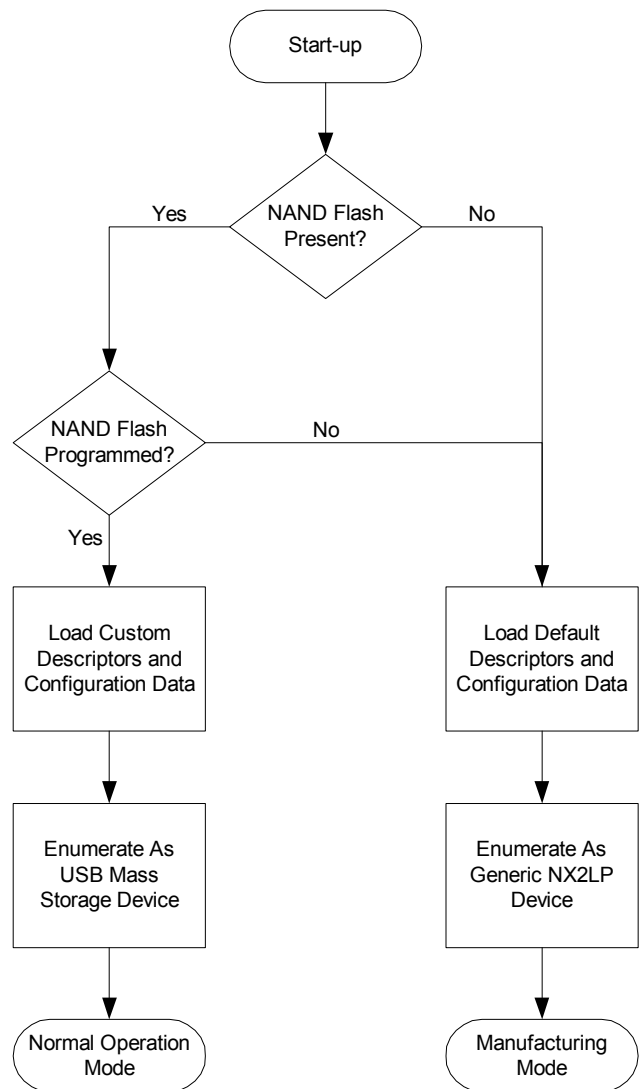 Start-up
NAND Flash
Present?
Yes
No
NAND Flash
Programmed?
No
Yes
Load Custom
Descriptors and
Configuration Data
Load Default
Descriptors and
Configuration Data
Enumerate As
USB Mass
Storage Device
Enumerate As
Generic NX2LP
Device
Normal Operation
Mode
Manufacturing
Mode